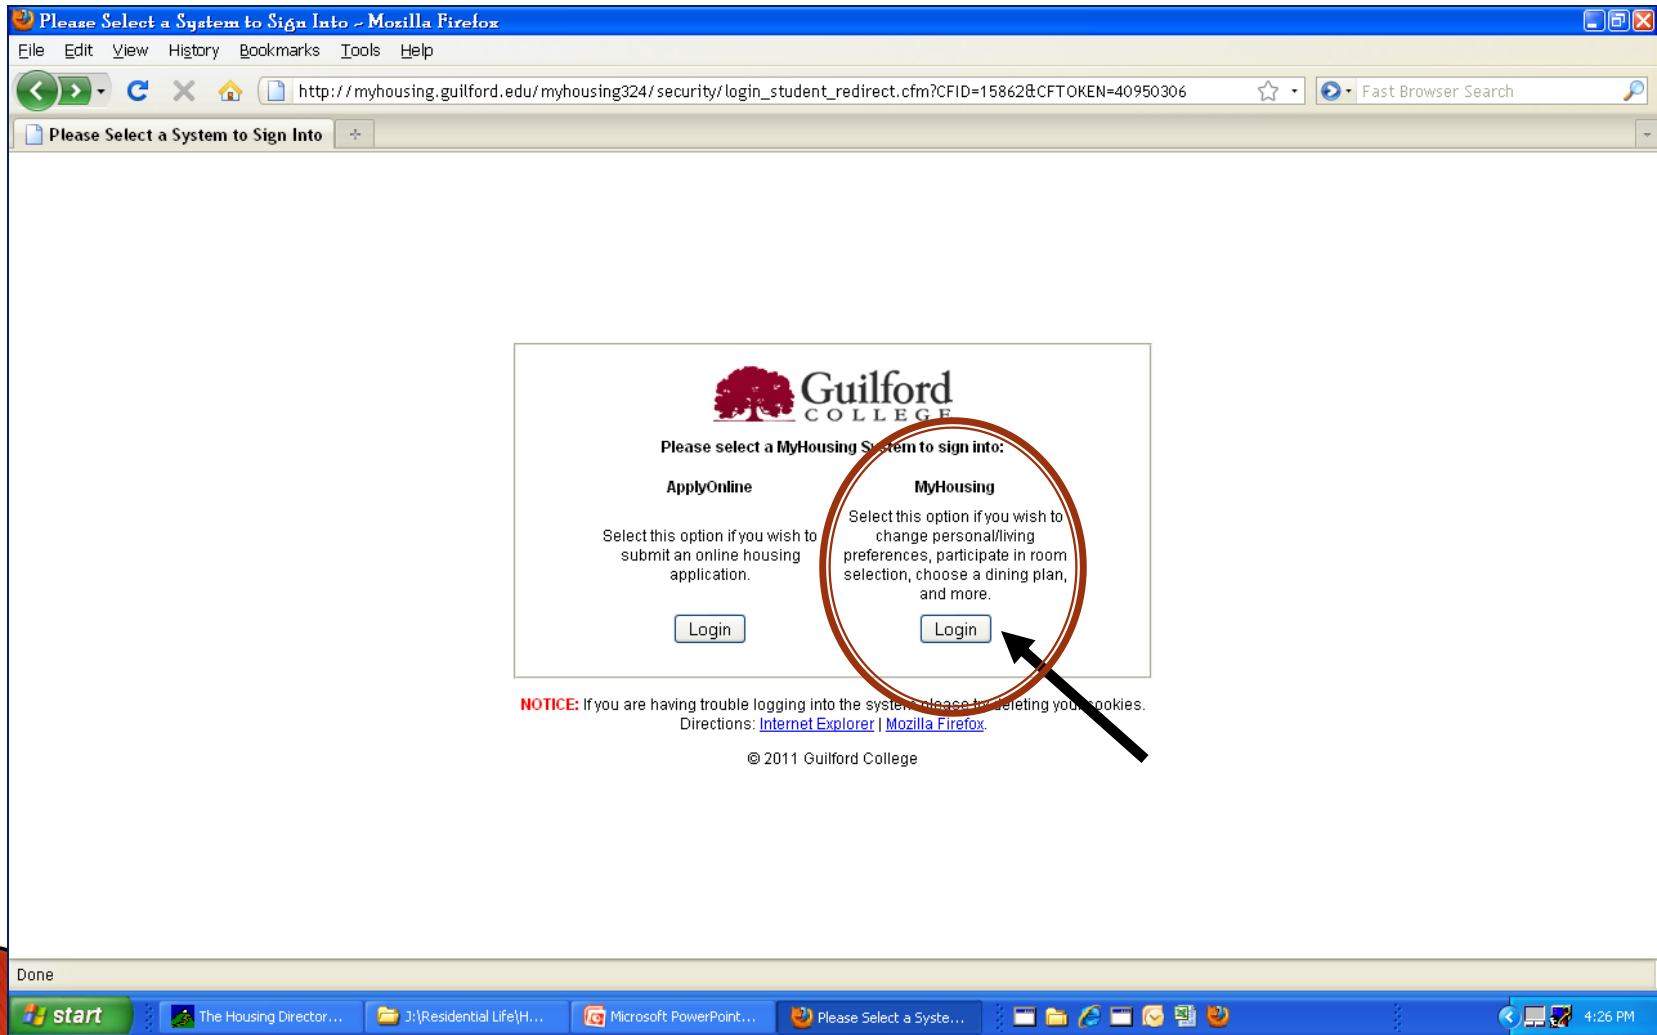 Please Select a System to Sign Into - Mozilla Firefox
File Edit View History Bookmarks Tools Help
http://myhousing.guilford.edu/myhousing324/security/login_student_redirect.cfm?CFID=15862&CFTOKEN=40950306
Fast Browser Search
Please Select a System to Sign Into
Guilford
COLLEGE
Please select a MyHousing System to sign into:
ApplyOnline
Select this option if you wish to
submit an online housing
application.
Login
MyHousing
Select this option if you wish to
change personal/living
preferences, participate in room
selection, choose a dining plan,
and more.
Login
NOTICE: If you are having trouble logging into the system please try deleting your cookies.
Directions: Internet Explorer | Mozilla Firefox.
© 2011 Guilford College
Done
start
The Housing Director...
J:\Residential Life\H...
Microsoft PowerPoint...
Please Select a Syste...
4:26 PM